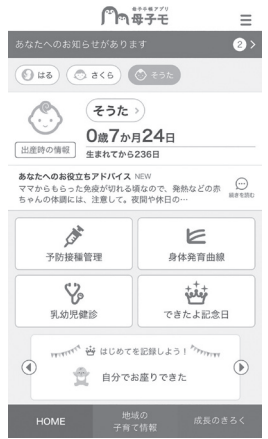 母子手帳アプリ
母子モ
あなたへのお知らせがあります 2
はる さくら そうた
そうた
0歳7か月24日
出産時の情報
生まれてから236日
あなたへのお役立ちアドバイス NEW
ママからもらった免疫が切れる頃なので、発熱などの赤
ちゃんの体調には、注意して。夜間や休日の…
続きを読む
予防接種管理 身体発育曲線
乳幼児健診 できたよ記念日
はじめてを記録しよう!
自分でお座りできた
HOME
地域の
子育て情報
成長のきろく